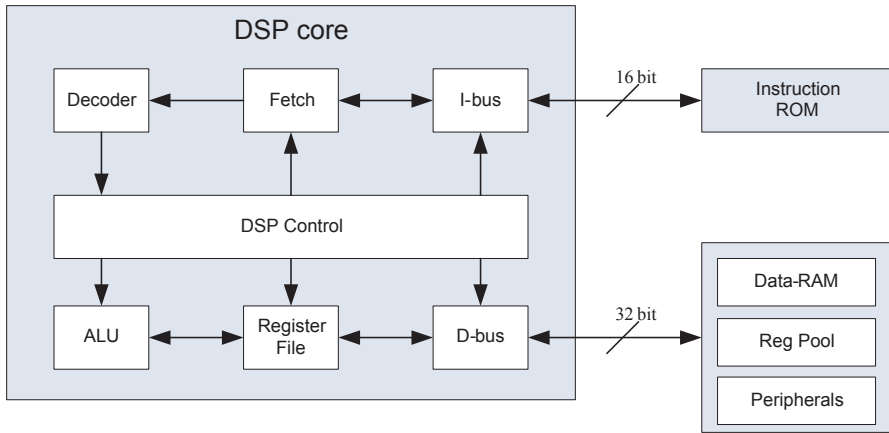 DSP core
Decoder
Fetch
I-bus
16 bit
Instruction
ROM
DSP Control
ALU
Register
File
D-bus
32 bit
Data-RAM
Reg Pool
Peripherals